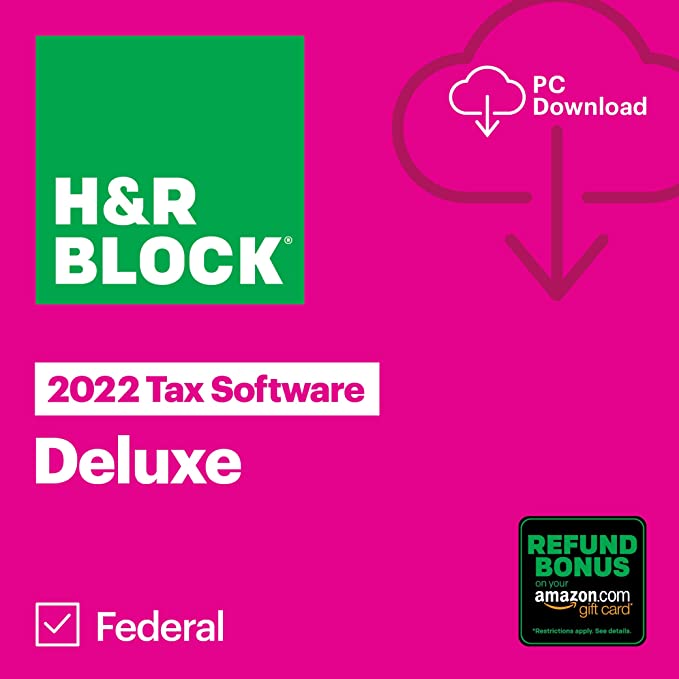 H&R
BLOCK®
PC
Download
2022 Tax Software
Deluxe
Federal
REFUND
BONUS
on your
amazon.com
gift card*
*Restrictions apply. See details.